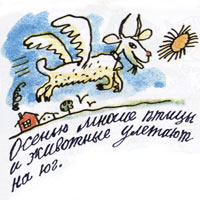 Осенью многие птицы
и животные улетают
на юг.